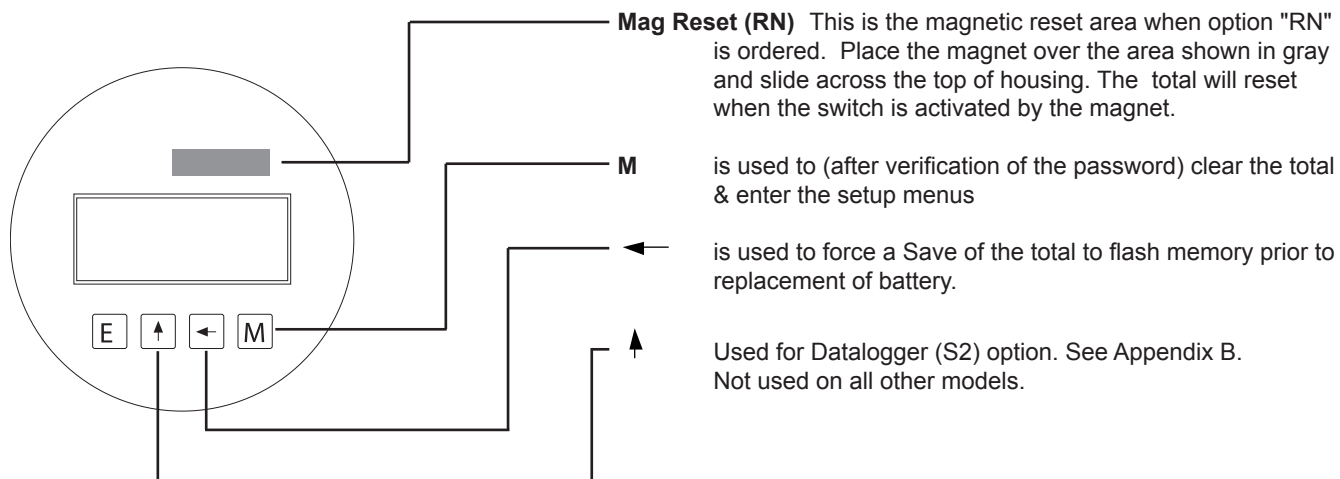 Mag Reset (RN) This is the magnetic reset area when option "RN"
is ordered. Place the magnet over the area shown in gray
and slide across the top of housing. The total will reset
when the switch is activated by the magnet.
M is used to (after verification of the password) clear the total
& enter the setup menus
← is used to force a Save of the total to flash memory prior to
replacement of battery.
↑ Used for Datalogger (S2) option. See Appendix B.
Not used on all other models.
E ↑ ← M